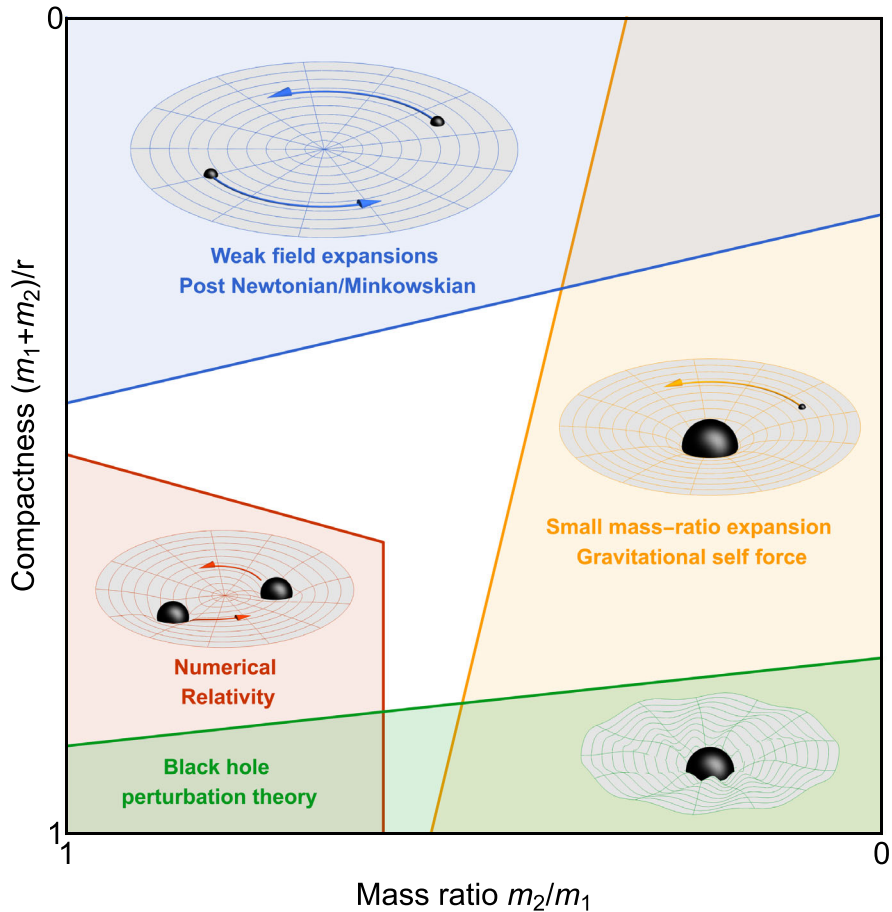 0
Weak field expansions
Post Newtonian/Minkowskian
Compactness (m₁+m₂)/r
Small mass–ratio expansion
Gravitational self force
Numerical
Relativity
Black hole
perturbation theory
1
1
0
Mass ratio m₂/m₁